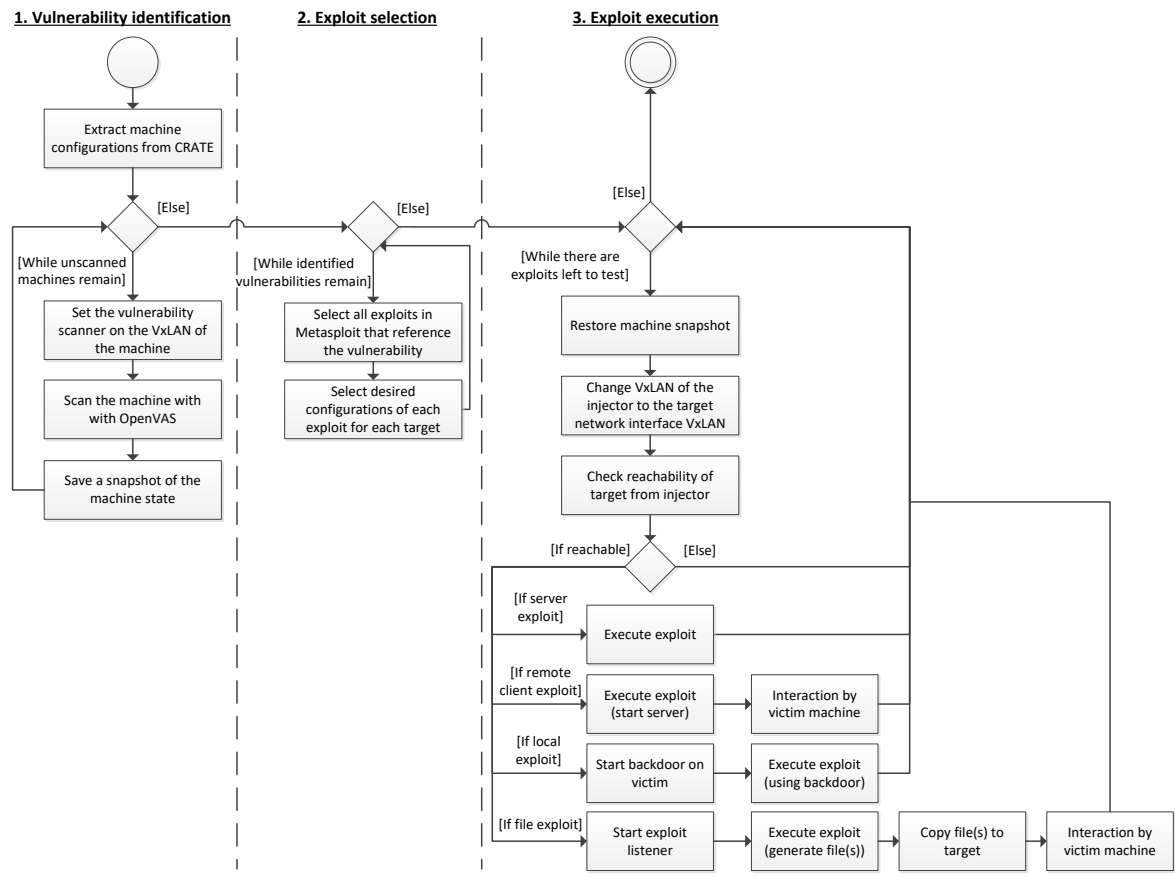 1. Vulnerability identification
2. Exploit selection
3. Exploit execution
Extract machine
configurations from CRATE
[Else]
[While unscanned
machines remain]
Set the vulnerability
scanner on the VxLAN of
the machine
Scan the machine with
with OpenVAS
Save a snapshot of the
machine state
[Else]
[While identified
vulnerabilities remain]
Select all exploits in
Metasploit that reference
the vulnerability
Select desired
configurations of each
exploit for each target
[Else]
[While there are
exploits left to test]
Restore machine snapshot
Change VxLAN of the
injector to the target
network interface VxLAN
Check reachability of
target from injector
[If reachable]
[Else]
[If server
exploit]
Execute exploit
[If remote
client exploit]
Execute exploit
(start server)
Interaction by
victim machine
[If local
exploit]
Start backdoor on
victim
Execute exploit
(using backdoor)
[If file exploit]
Start exploit
listener
Execute exploit
(generate file(s))
Copy file(s) to
target
Interaction by
victim machine